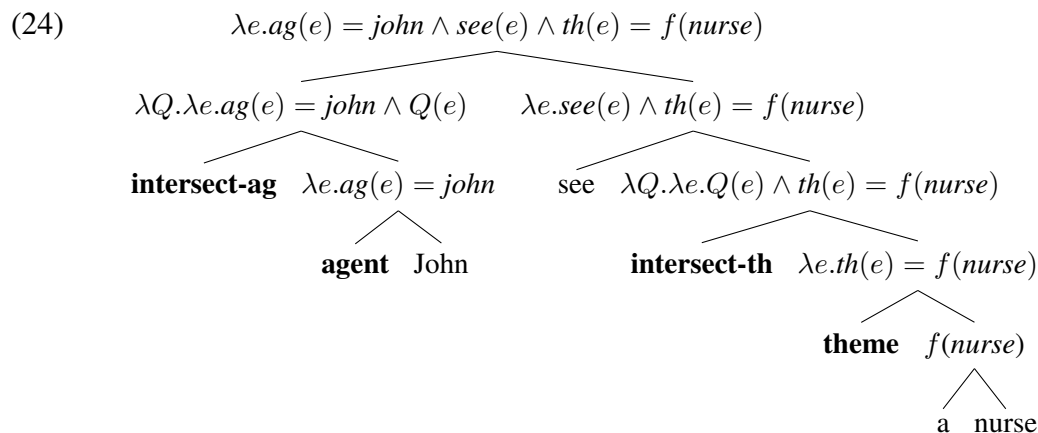 (24) λe.ag(e) = john ∧ see(e) ∧ th(e) = f(nurse)
λQ.λe.ag(e) = john ∧ Q(e) λe.see(e) ∧ th(e) = f(nurse)
intersect-ag λe.ag(e) = john see λQ.λe.Q(e) ∧ th(e) = f(nurse)
agent John intersect-th λe.th(e) = f(nurse)
theme f(nurse)
a nurse